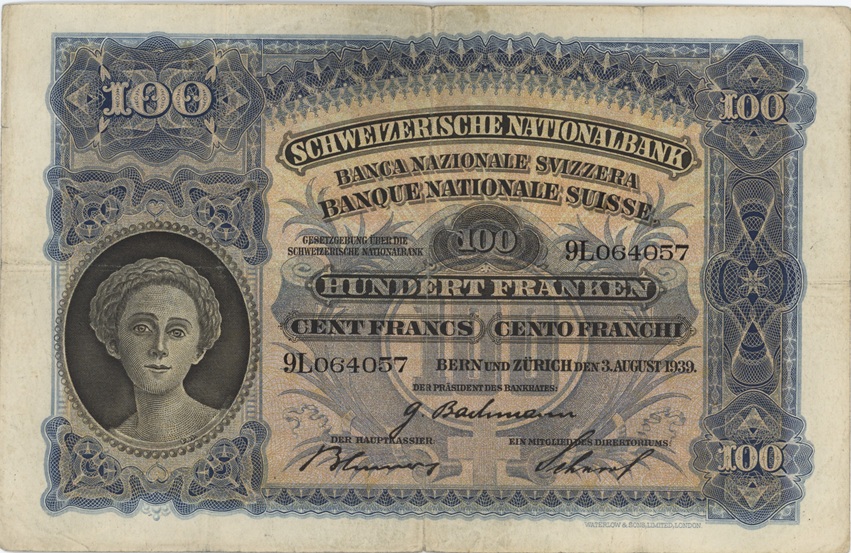 100
100
SCHWEIZERISCHE NATIONALBANK
BANCA NAZIONALE SVIZZERA
BANQUE NATIONALE SUISSE
GESETZGEBUNG ÜBER DIE
SCHWEIZERISCHE NATIONALBANK
100
9L064057
HUNDERT FRANKEN
CENT FRANCS CENTO FRANCHI
9L064057
BERN UND ZÜRICH DEN 3. AUGUST 1939.
DER PRÄSIDENT DES BANKRATES:
G. Bachmann
DER HAUPTKASSIER:
EIN MITGLIED DES DIREKTORIUMS:
100
WATERLOW & SONS, LIMITED, LONDON.